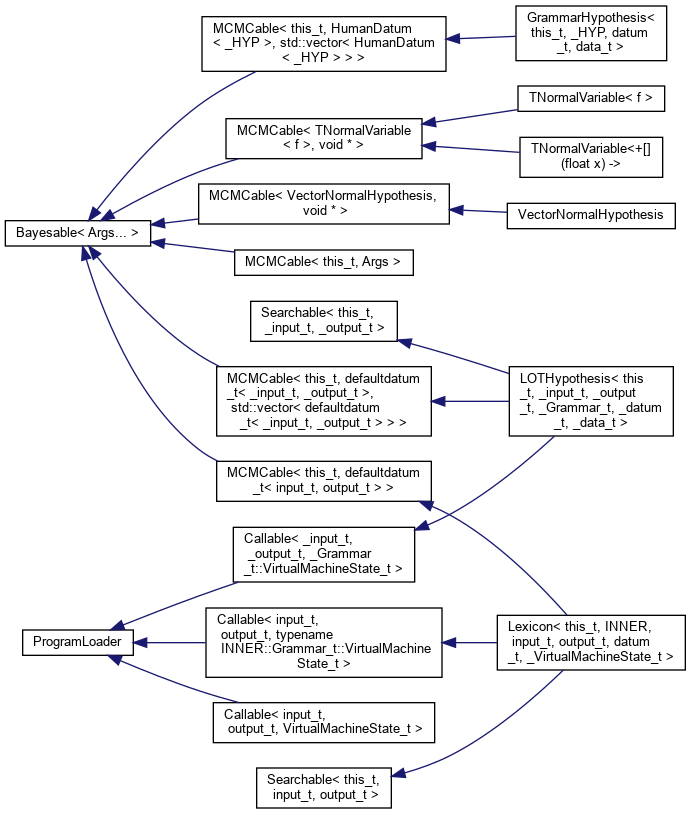 MCMCable< this_t, HumanDatum
< _HYP >, std::vector< HumanDatum
< _HYP > > >
GrammarHypothesis<
this_t, _HYP, datum
_t, data_t >
MCMCable< TNormalVariable
< f >, void * >
TNormalVariable< f >
TNormalVariable<+[]
(float x) ->
MCMCable< VectorNormalHypothesis,
void * >
VectorNormalHypothesis
Bayesable< Args... >
MCMCable< this_t, Args >
Searchable< this_t,
_input_t, _output_t >
MCMCable< this_t, defaultdatum
_t< _input_t, _output_t >,
std::vector< defaultdatum
_t< _input_t, _output_t > > >
LOTHypothesis< this
_t, _input_t, _output
_t, _Grammar_t, _datum
_t, _data_t >
MCMCable< this_t, defaultdatum
_t< input_t, output_t > >
Callable< _input_t,
_output_t, _Grammar
_t::VirtualMachineState_t >
ProgramLoader
Callable< input_t,
output_t, typename
INNER::Grammar_t::VirtualMachine
State_t >
Lexicon< this_t, INNER,
input_t, output_t, datum
_t, _VirtualMachineState_t >
Callable< input_t,
output_t, VirtualMachineState_t >
Searchable< this_t,
input_t, output_t >